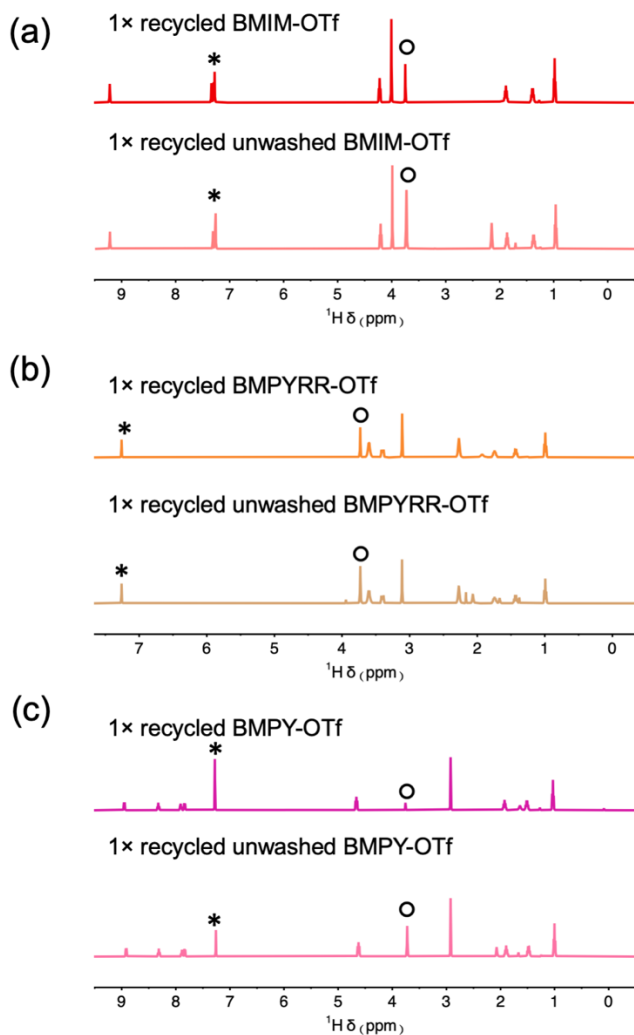 (a)
1× recycled BMIM-OTf
*
1× recycled unwashed BMIM-OTf
*
9 8 7 6 5 4 3 2 1 0
¹H δ (ppm)
(b)
1× recycled BMPYRR-OTf
*
1× recycled unwashed BMPYRR-OTf
*
7 6 5 4 3 2 1 0
¹H δ (ppm)
(c)
1× recycled BMPY-OTf
*
1× recycled unwashed BMPY-OTf
*
9 8 7 6 5 4 3 2 1 0
¹H δ (ppm)